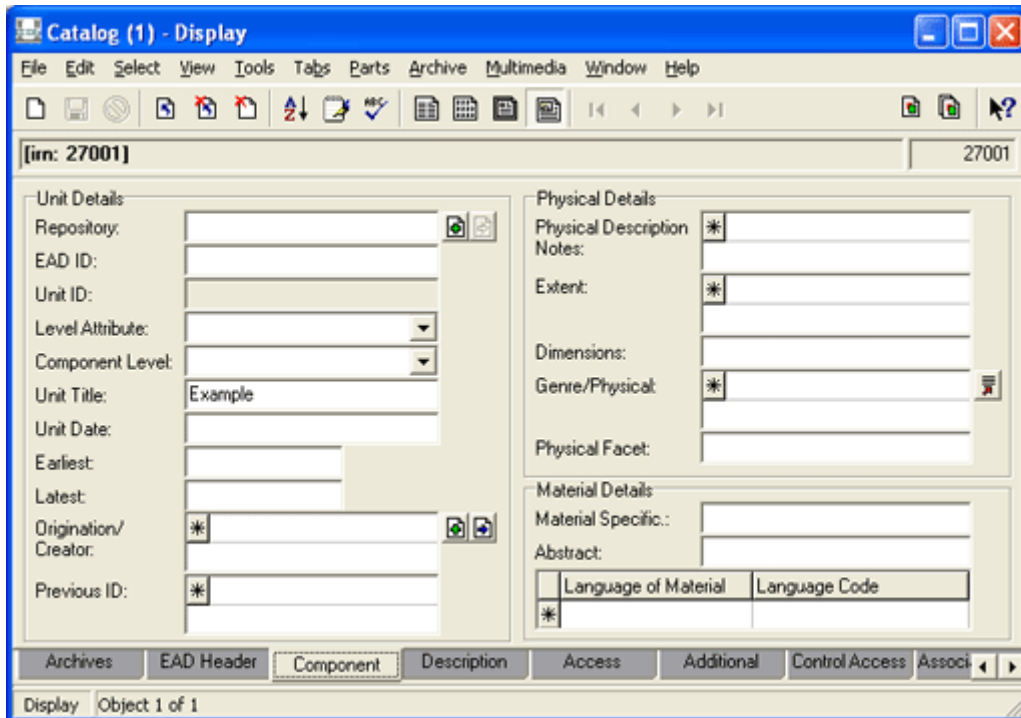 Catalog (1) - Display
File Edit Select View Tools Tabs Parts Archive Multimedia Window Help
[irn: 27001] 27001
Unit Details
Repository:
EAD ID:
Unit ID:
Level Attribute:
Component Level:
Unit Title: Example
Unit Date:
Earliest:
Latest:
Origination/
Creator:
Previous ID:
Physical Details
Physical Description
Notes:
Extent:
Dimensions:
Genre/Physical:
Physical Facet:
Material Details
Material Specific.:
Abstract:
Language of Material Language Code
Archives EAD Header Component Description Access Additional Control Access Associ
Display Object 1 of 1